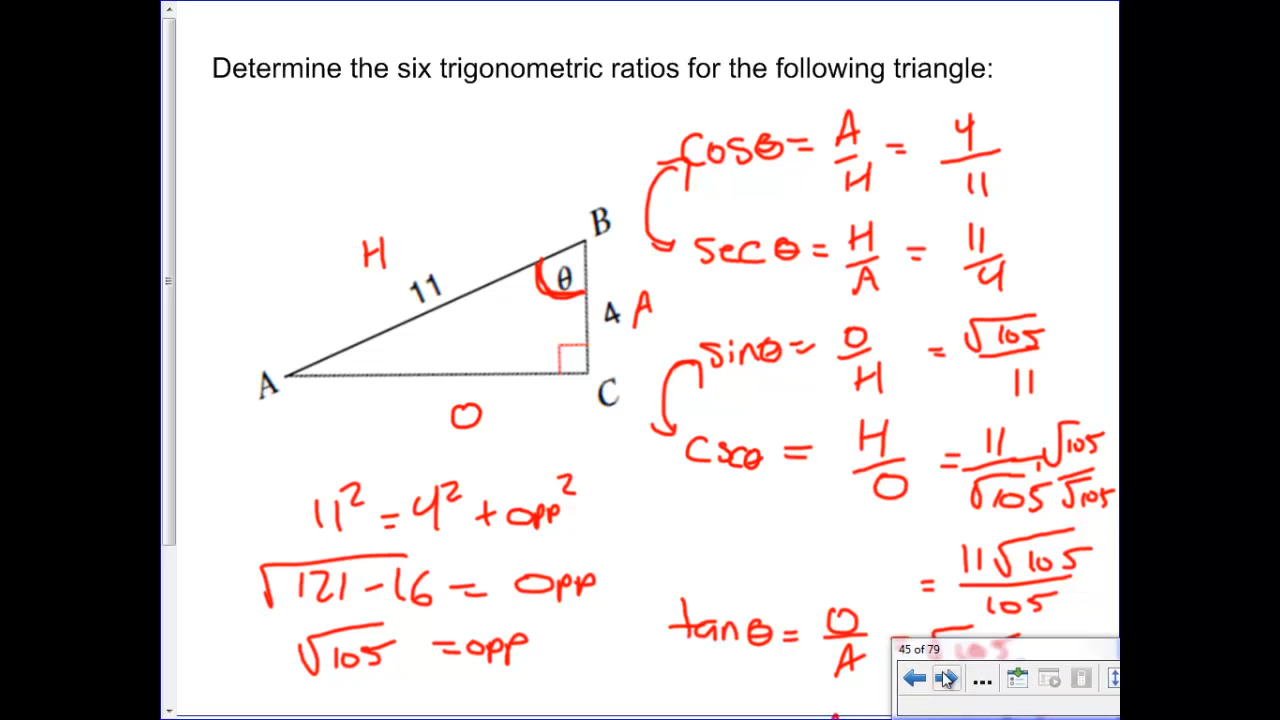 Determine the six trigonometric ratios for the following triangle:
cosθ = A/H = 4/11
secθ = H/A = 11/4
sinθ = O/H = √105/11
cscθ = H/O = 11/√105 · √105/√105
= 11√105/105
tanθ = O/A = √105
B
H
11
θ
4 A
A
C
O
11² = 4² + opp²
√121-16 = opp
√105 = opp
45 of 79